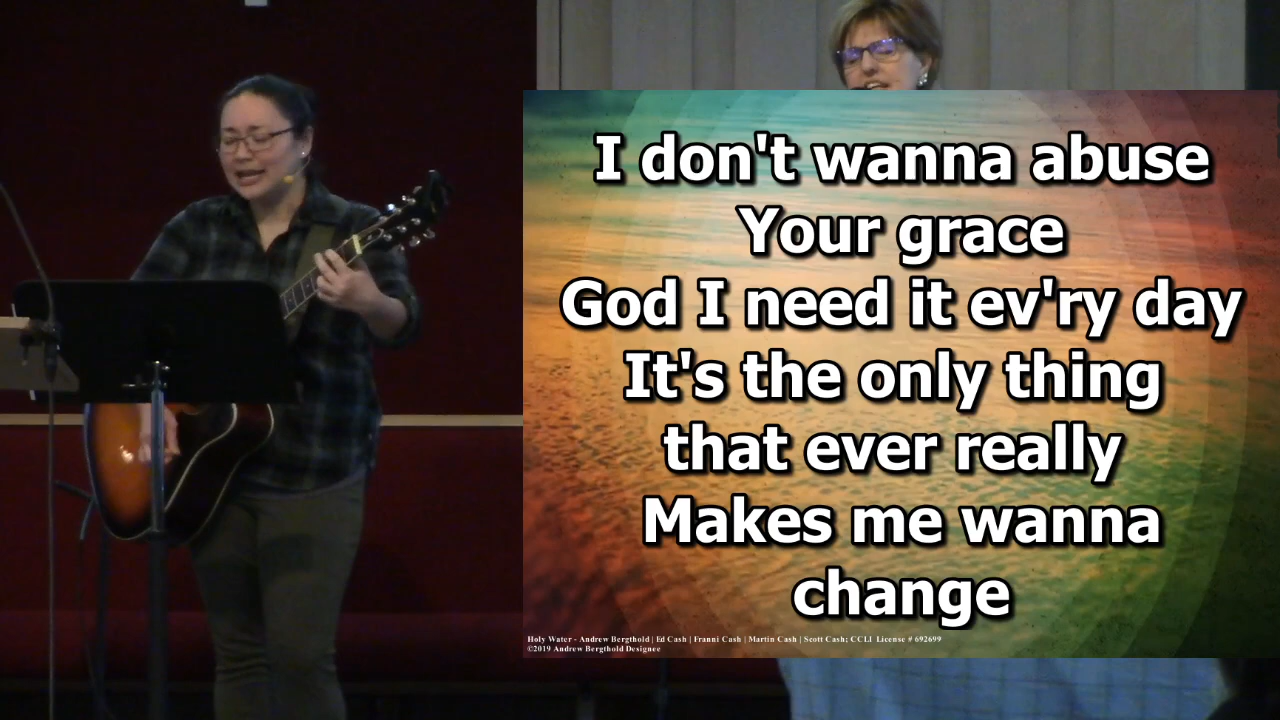 I don't wanna abuse
Your grace
God I need it ev'ry day
It's the only thing
that ever really
Makes me wanna
change
Holy Water - Andrew Bergthold | Ed Cash | Franni Cash | Martin Cash | Scott Cash; CCLI License # 692699
©2019 Andrew Bergthold Designee